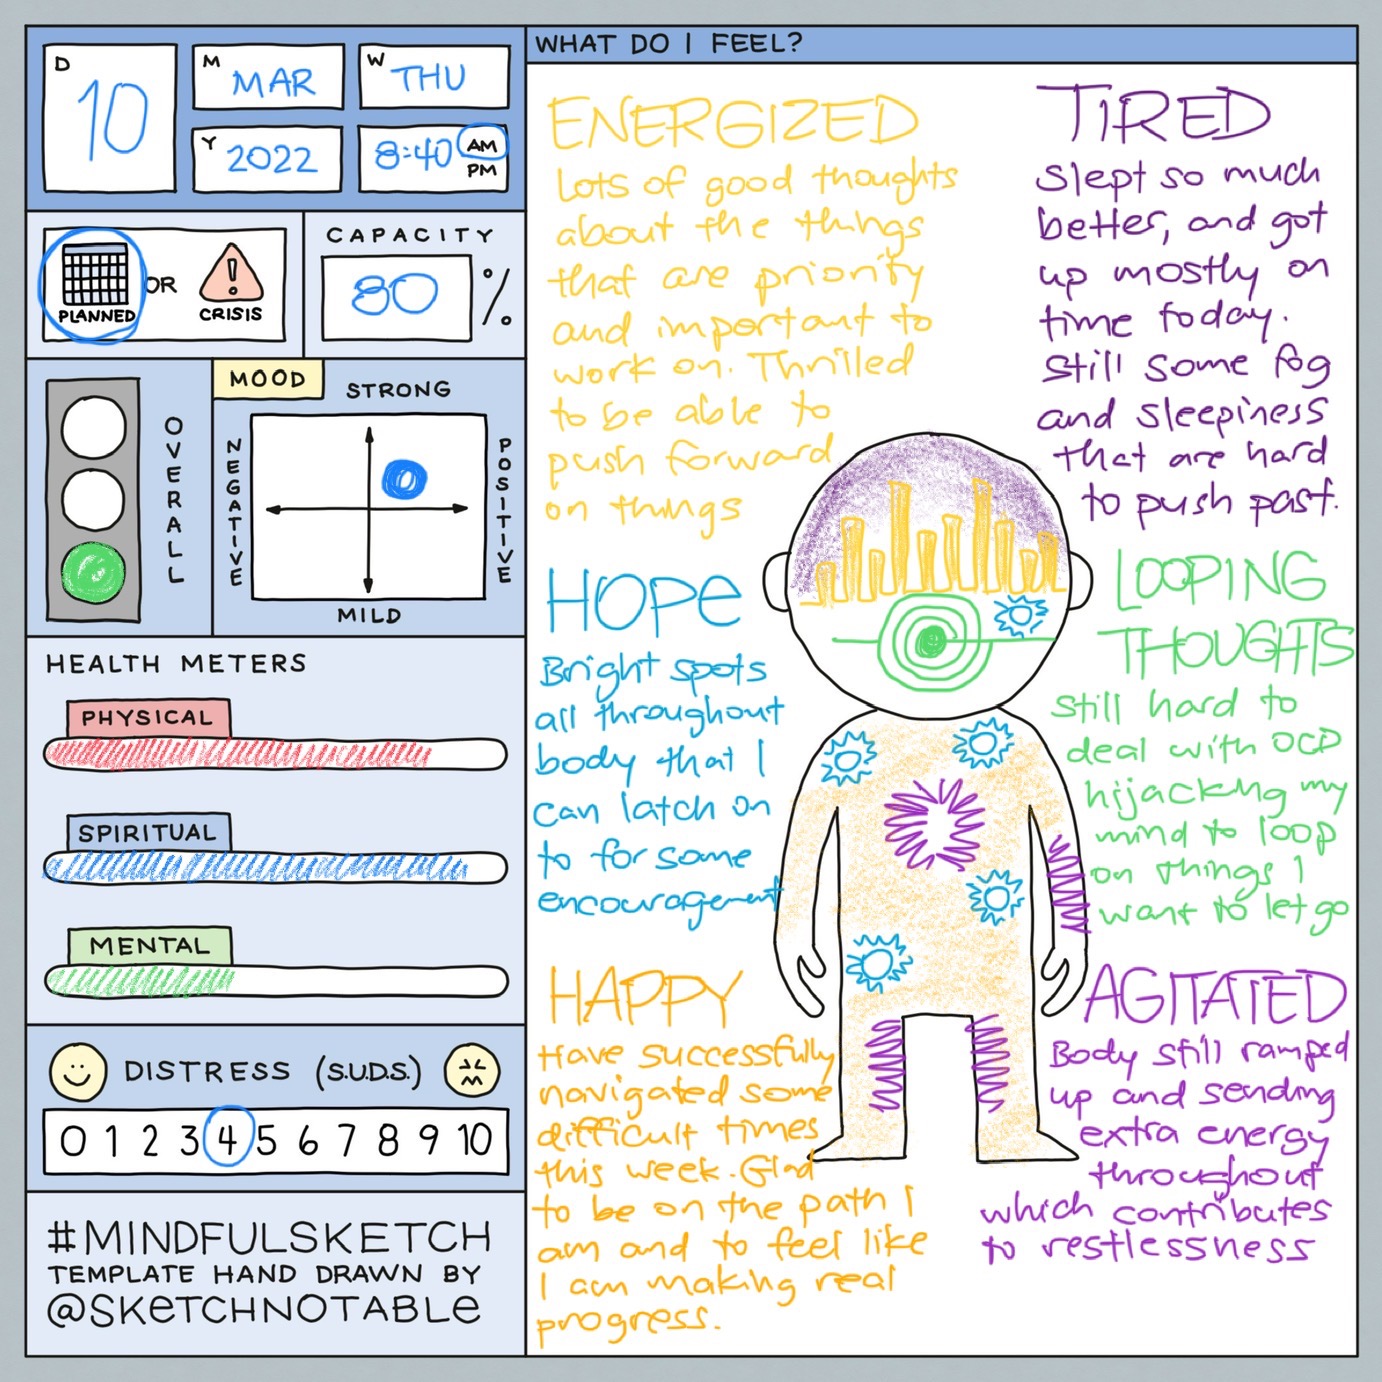 D
10
M
MAR
W
THU
Y
2022
8:40 AM
PM
PLANNED
OR
CRISIS
CAPACITY
80 %
OVERALL
MOOD
STRONG
NEGATIVE
POSITIVE
MILD
HEALTH METERS
PHYSICAL
SPIRITUAL
MENTAL
DISTRESS (S.U.D.S.)
0 1 2 3 4 5 6 7 8 9 10
#MINDFULSKETCH
TEMPLATE HAND DRAWN BY
@SKETCHNOTABLE
WHAT DO I FEEL?
ENERGIZED
Lots of good thoughts
about the things
that are priority
and important to
work on. Thrilled
to be able to
push forward
on things
TIRED
Slept so much
better, and got
up mostly on
time today.
Still some fog
and sleepiness
that are hard
to push past.
HOPE
Bright spots
all throughout
body that I
can latch on
to for some
encouragement
LOOPING
THOUGHTS
Still hard to
deal with OCD
hijacking my
mind to loop
on things I
want to let go
HAPPY
Have successfully
navigated some
difficult times
this week. Glad
to be on the path I
am and to feel like
I am making real
progress.
AGITATED
Body still ramped
up and sending
extra energy
throughout
which contributes
to restlessness